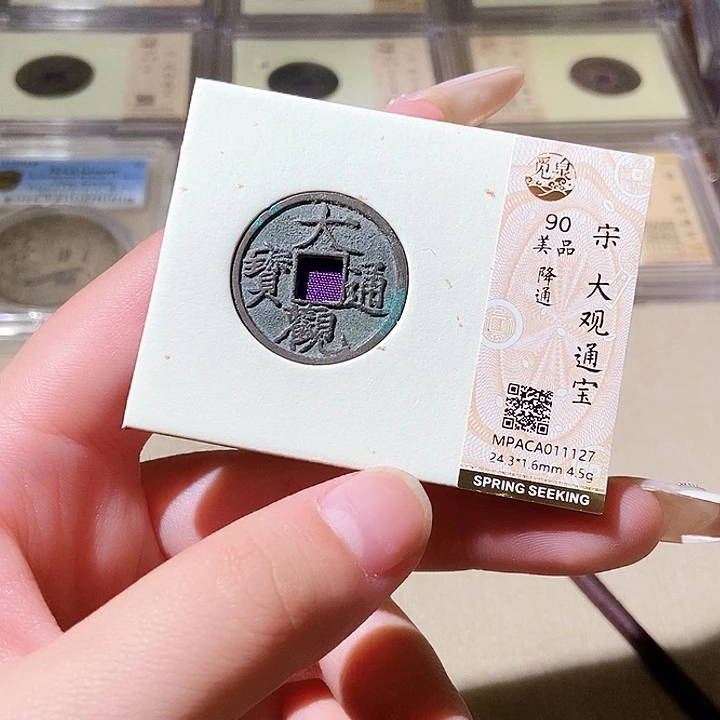 大
觀
通
寶
觅泉
宋 大观通宝
90
美品
降通
MPACA011127
24.3*1.6mm 4.5g
SPRING SEEKING